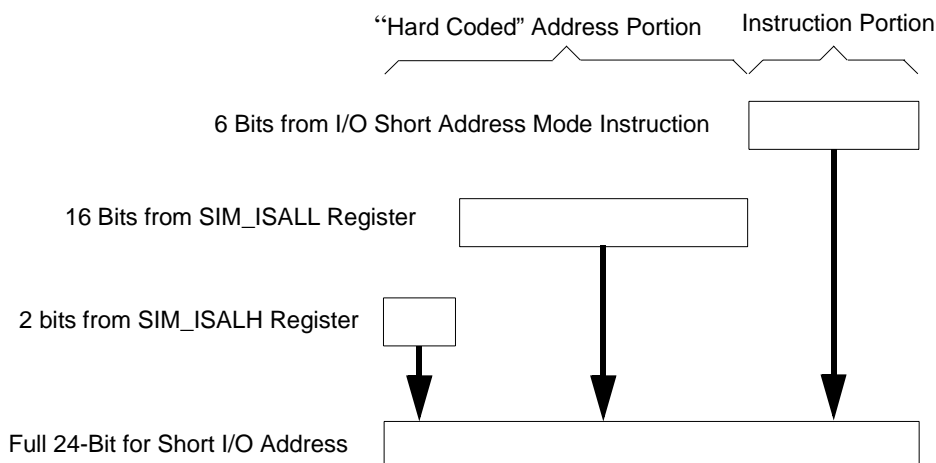 “Hard Coded” Address Portion
Instruction Portion
6 Bits from I/O Short Address Mode Instruction
16 Bits from SIM_ISALL Register
2 bits from SIM_ISALH Register
Full 24-Bit for Short I/O Address